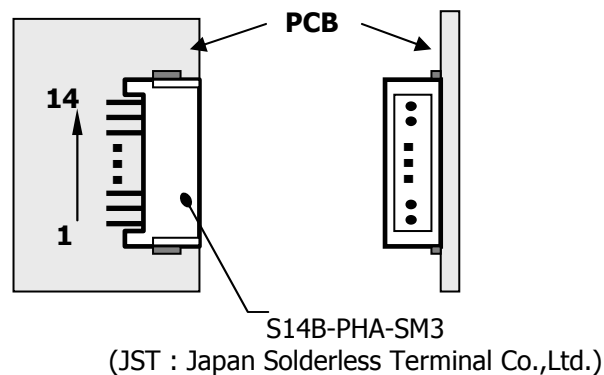 PCB
14
1
S14B-PHA-SM3
(JST : Japan Solderless Terminal Co.,Ltd.)